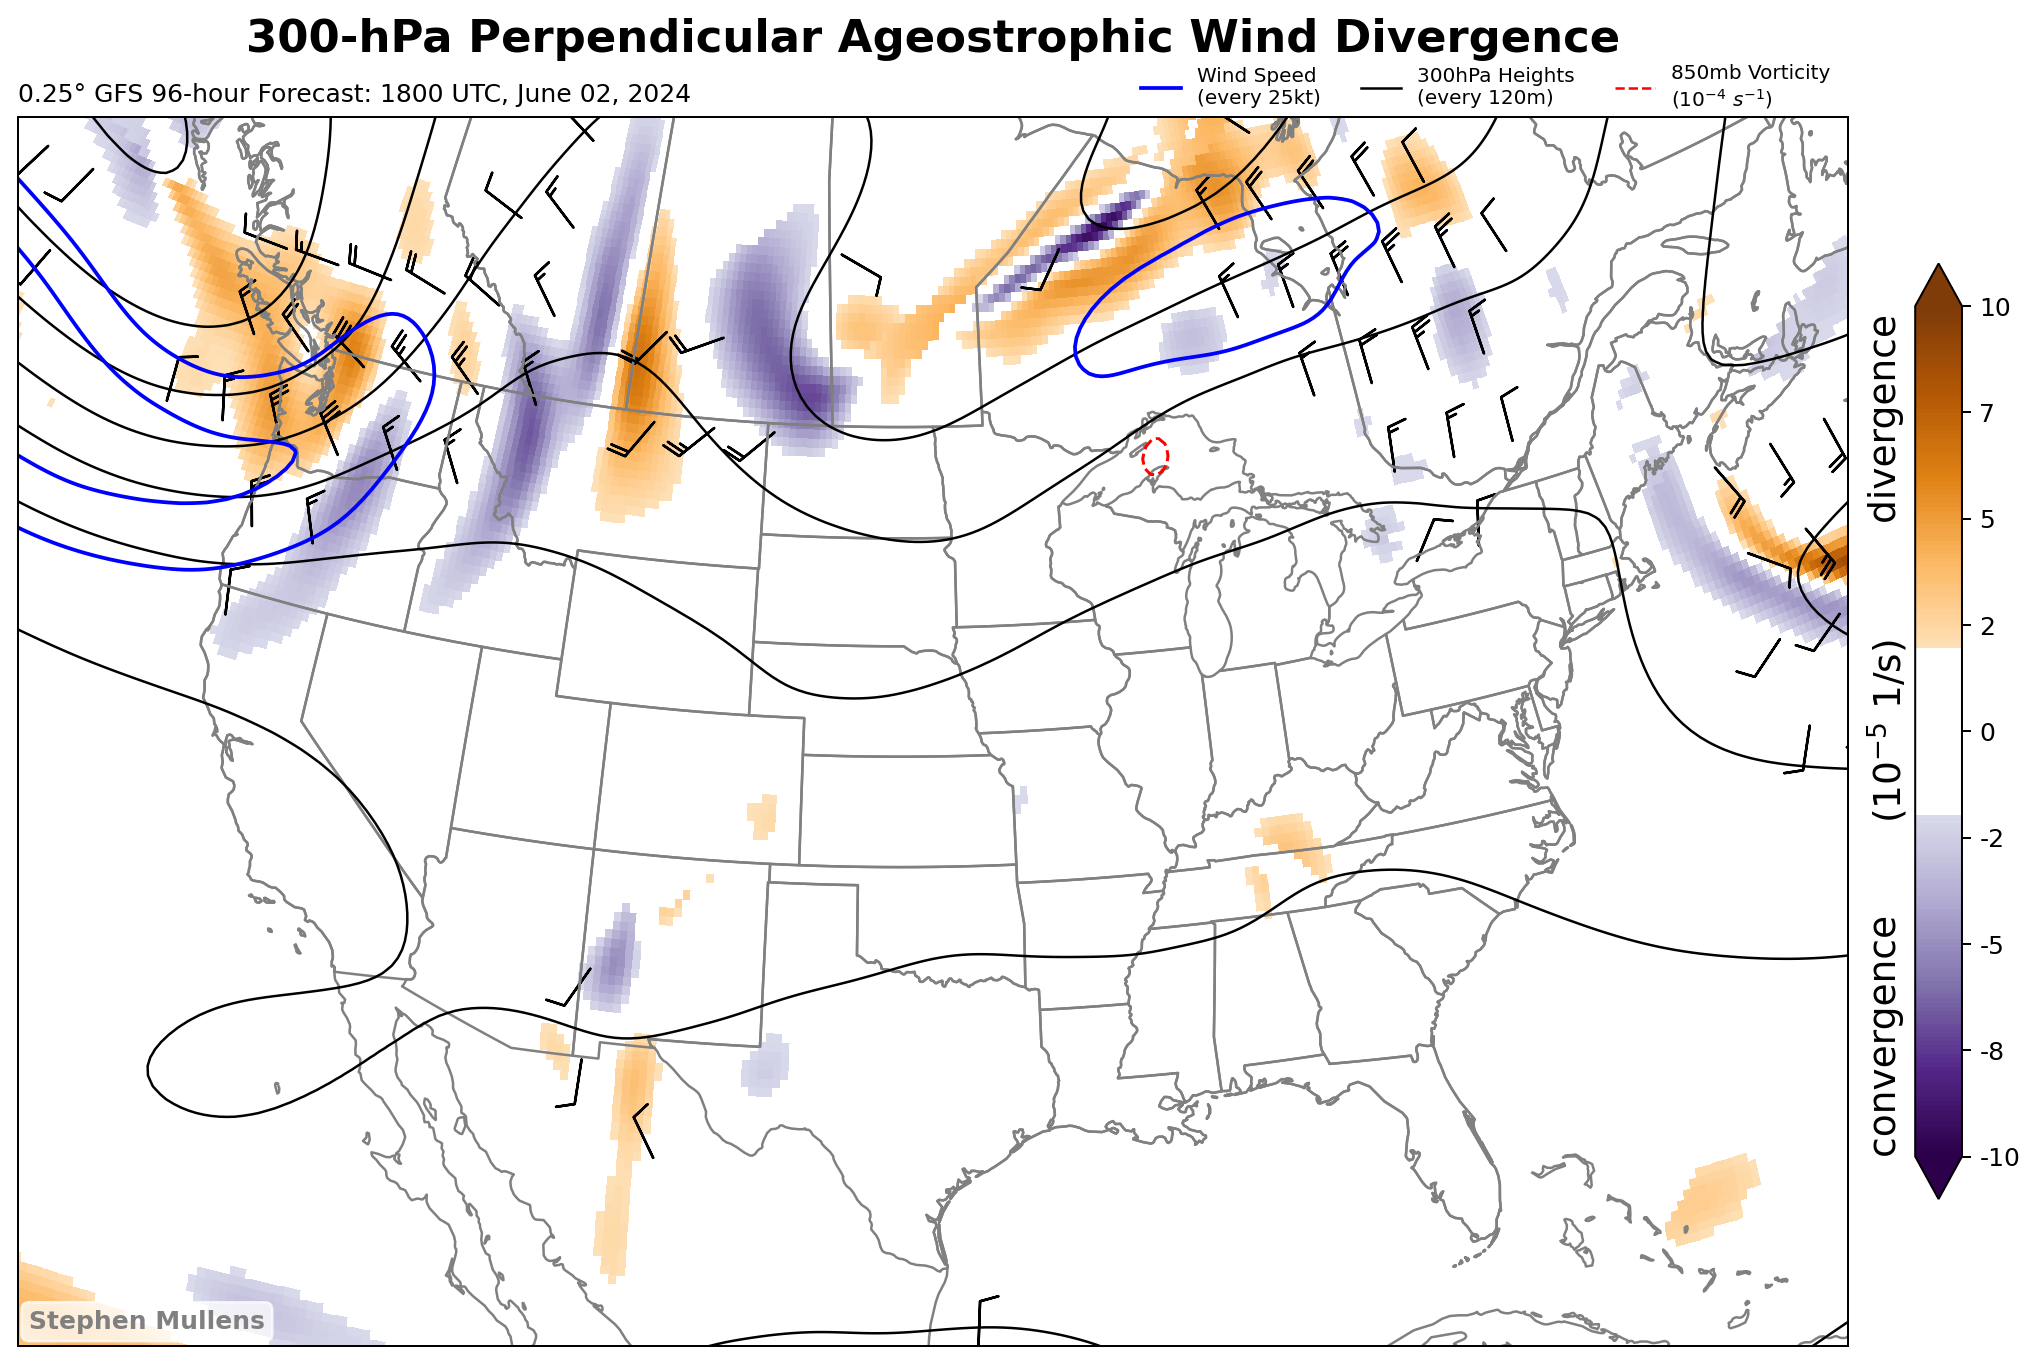 300-hPa Perpendicular Ageostrophic Wind Divergence
0.25° GFS 96-hour Forecast: 1800 UTC, June 02, 2024
Wind Speed
(every 25kt)
300hPa Heights
(every 120m)
850mb Vorticity
(10⁻⁴ s⁻¹)
10
7
5
2
0
-2
-5
-8
-10
convergence (10⁻⁵ 1/s) divergence
Stephen Mullens